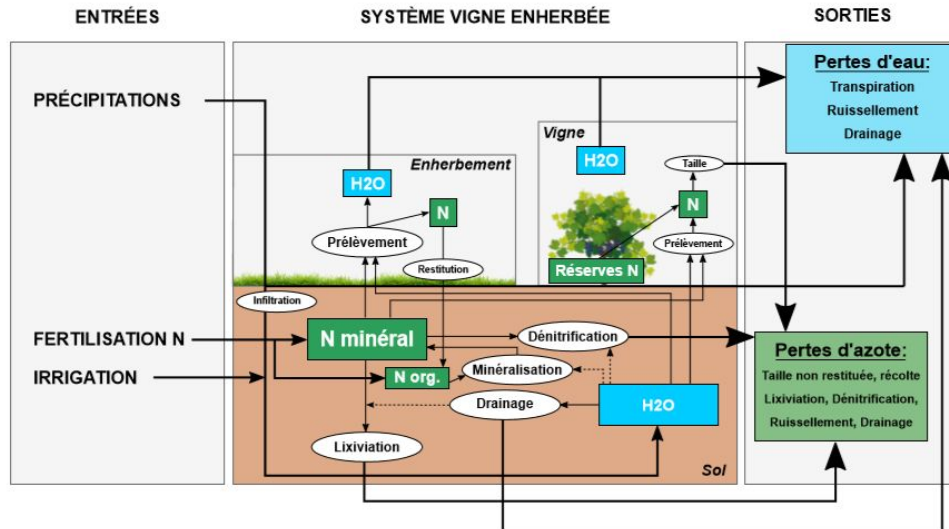 ENTRÉES
SYSTÈME VIGNE ENHERBÉE
SORTIES
PRÉCIPITATIONS
Pertes d'eau:
Transpiration
Ruissellement
Drainage
Vigne
Enherbement
H2O
H2O
Taille
N
N
Prélèvement
Prélèvement
Restitution
Réserves N
Infiltration
FERTILISATION N
N minéral
Dénitrification
Pertes d'azote:
Taille non restituée, récolte
Lixiviation, Dénitrification,
Ruissellement, Drainage
IRRIGATION
N org.
Minéralisation
Drainage
H2O
Lixiviation
Sol